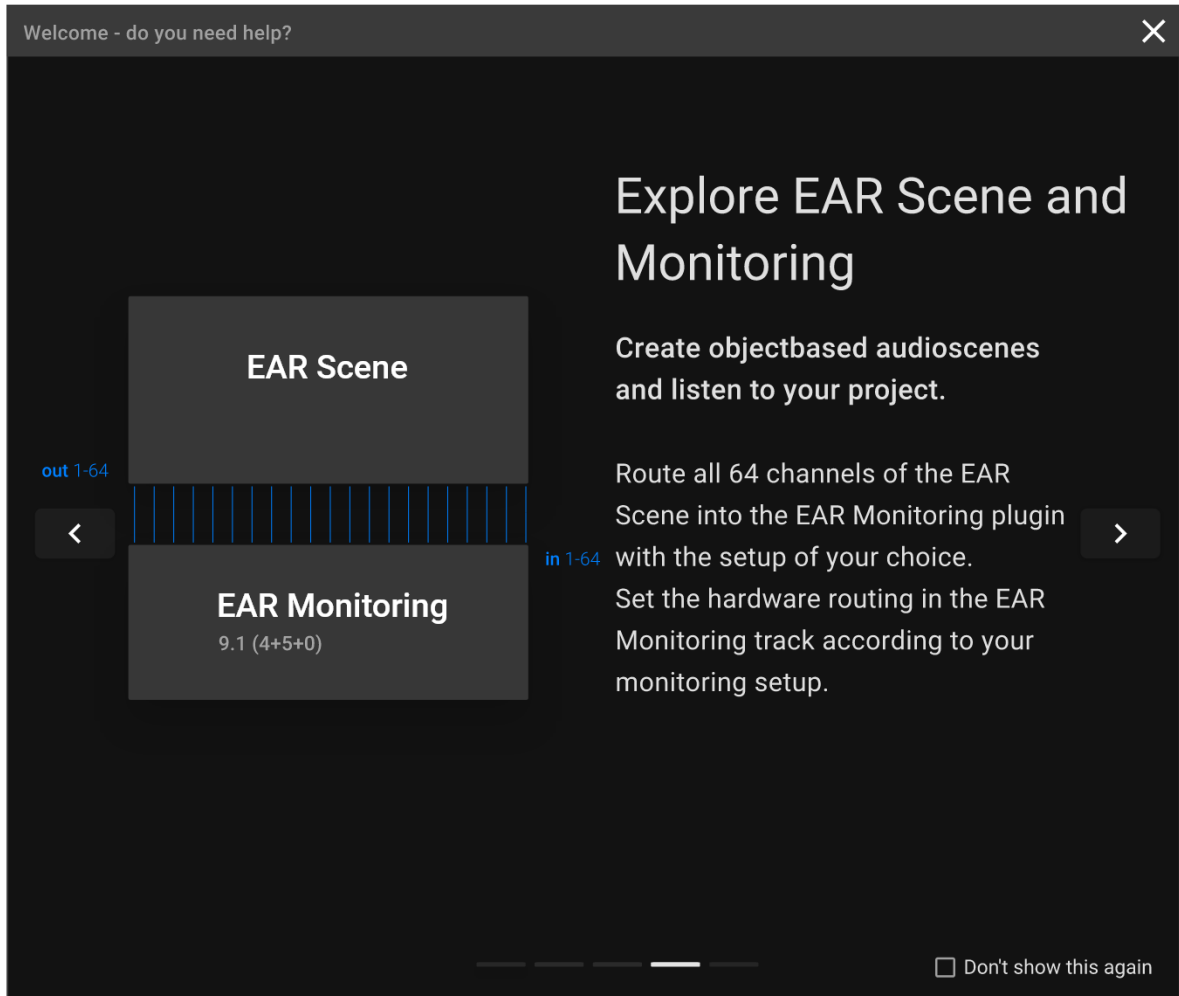 Welcome - do you need help?
Explore EAR Scene and
Monitoring
Create objectbased audioscenes
and listen to your project.
EAR Scene
out 1-64
in 1-64
EAR Monitoring
9.1 (4+5+0)
Route all 64 channels of the EAR
Scene into the EAR Monitoring plugin
with the setup of your choice.
Set the hardware routing in the EAR
Monitoring track according to your
monitoring setup.
Don't show this again